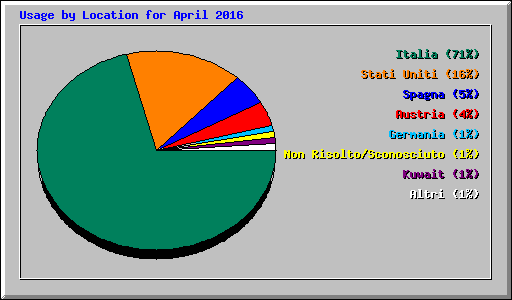 Usage by Location for April 2016
Italia (71%)
Stati Uniti (16%)
Spagna (5%)
Austria (4%)
Germania (1%)
Non Risolto/Sconosciuto (1%)
Kuwait (1%)
Altri (1%)